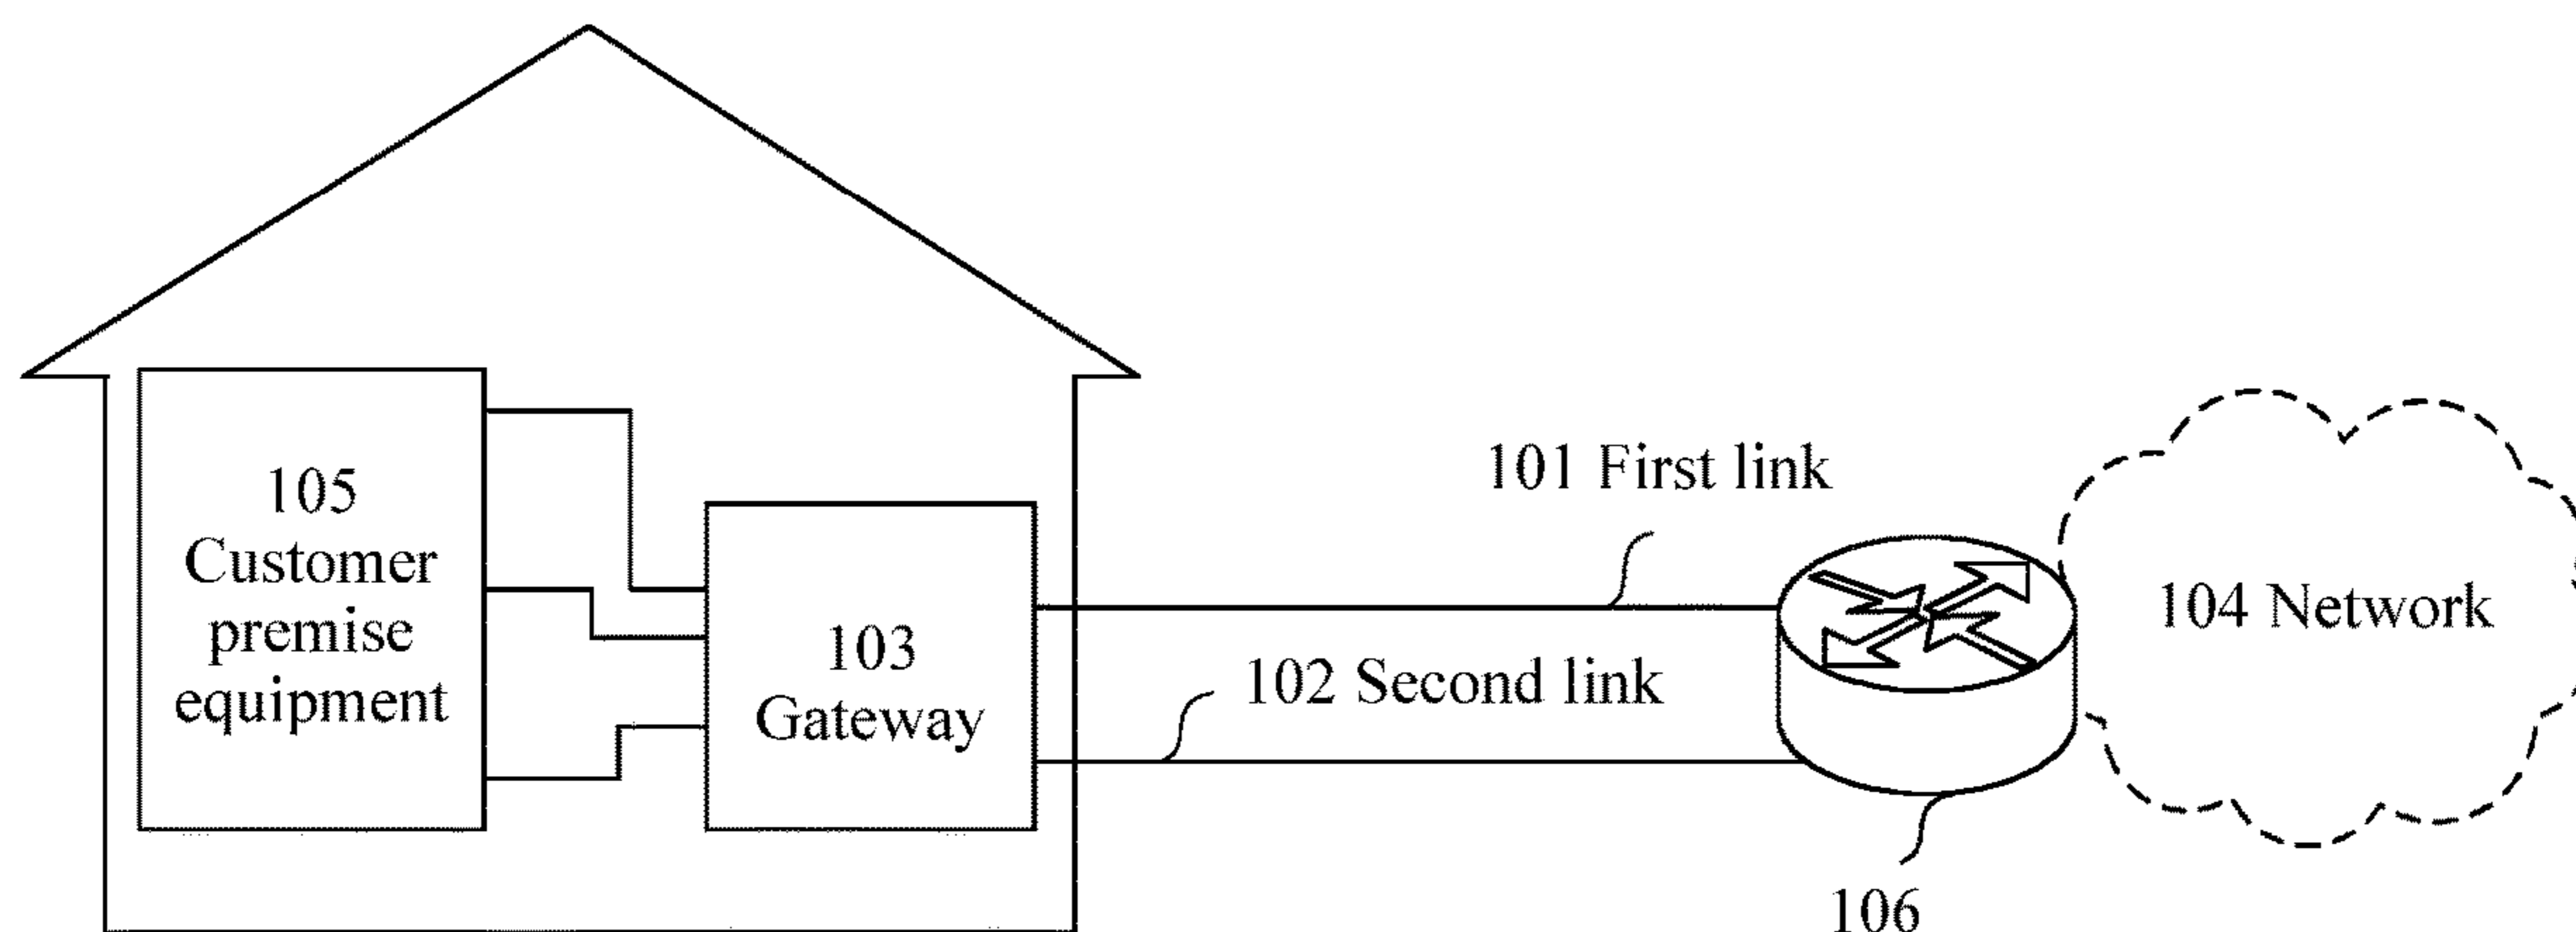 105
Customer
premise
equipment
103
Gateway
101 First link
102 Second link
104 Network
106